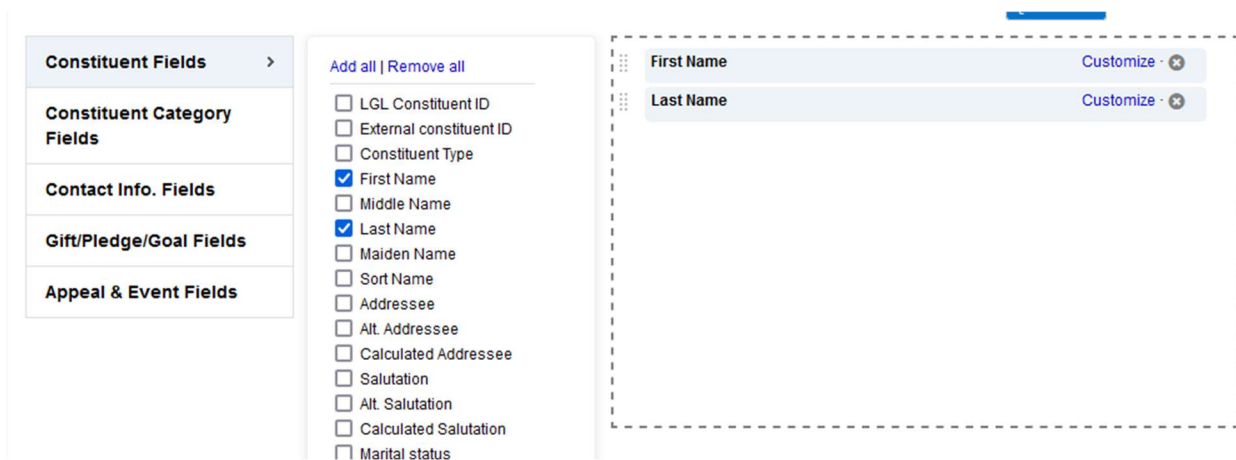 Constituent Fields
Constituent Category
Fields
Contact Info. Fields
Gift/Pledge/Goal Fields
Appeal & Event Fields
Add all | Remove all
LGL Constituent ID
External constituent ID
Constituent Type
First Name
Middle Name
Last Name
Maiden Name
Sort Name
Addressee
Alt. Addressee
Calculated Addressee
Salutation
Alt. Salutation
Calculated Salutation
Marital status
First Name Customize ·
Last Name Customize ·